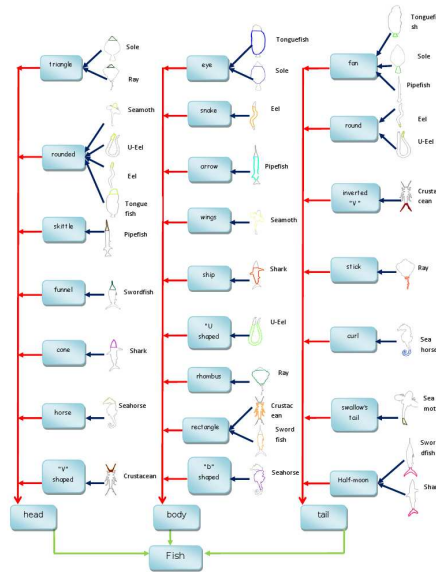 Sole
triangle
Ray
Seamoth
U-Eel
rounded
Eel
Tongue
fish
skittle
Pipefish
funnel
Swordfish
cone
Shark
horse
Seahorse
"V"
shaped
Crustacean
head
Tonguefish
eye
Sole
snake
Eel
arrow
Pipefish
wings
Seamoth
ship
Shark
"U
shaped
U-Eel
rhombus
Ray
Crustac
ean
rectangle
Sword
fish
"b"
shaped
Seahorse
body
Tonguefi
sh
fan
Sole
Pipefish
round
Eel
U-Eel
inverted
"V"
Crusta
cean
stick
Ray
curl
Sea
horse
swallow's
tail
Sea
mot
Swor
dfish
Half-moon
Shar
tail
Fish